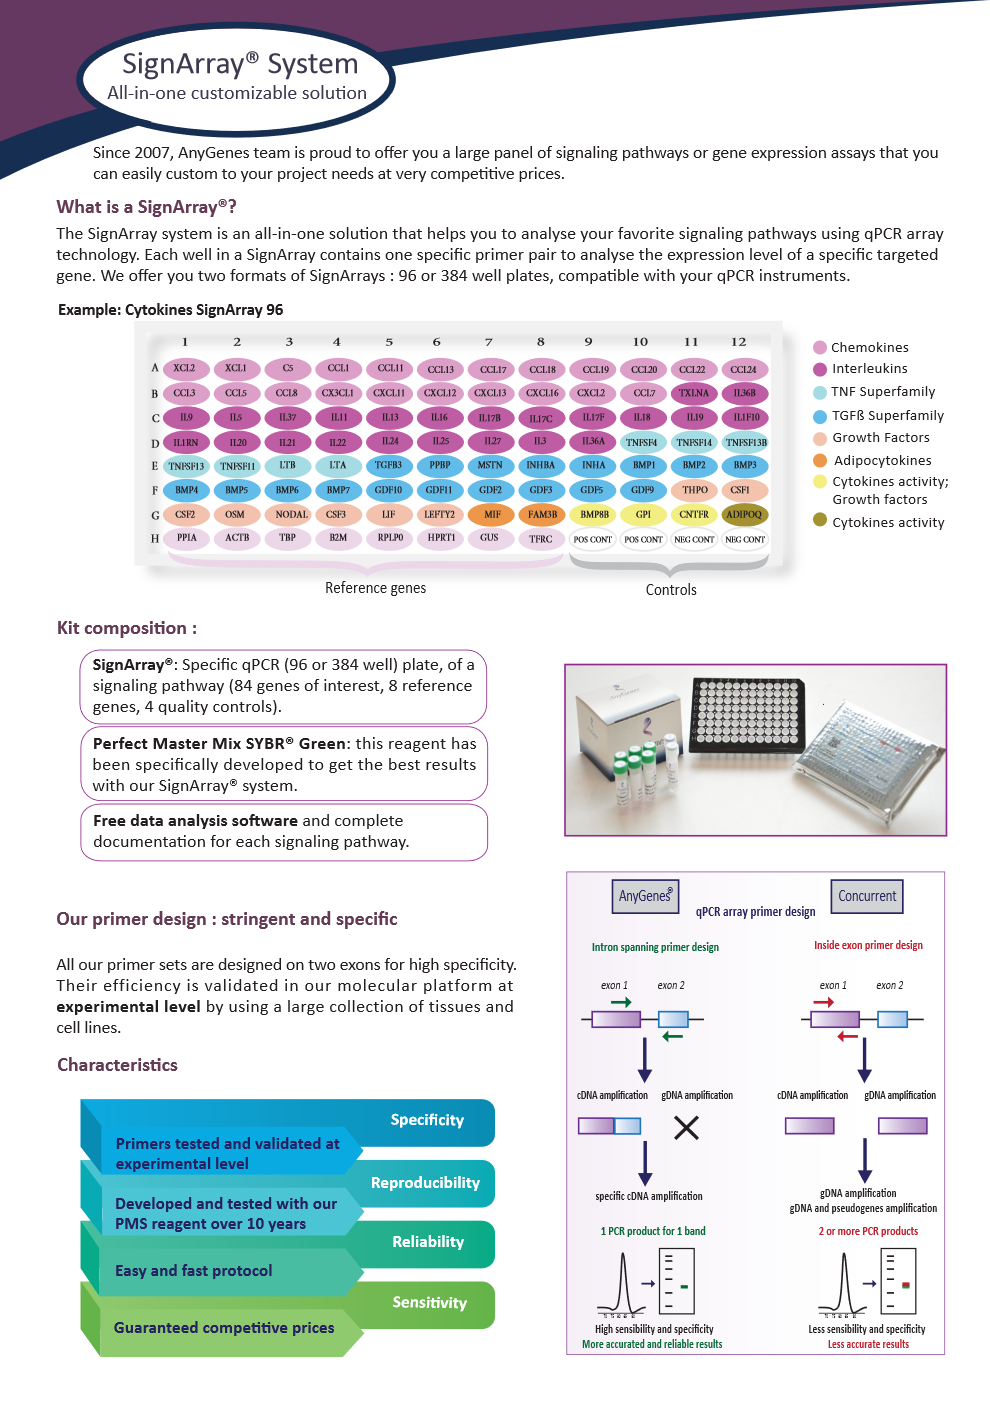 SignArray® System
All-in-one customizable solution
Since 2007, AnyGenes team is proud to offer you a large panel of signaling pathways or gene expression assays that you
can easily custom to your project needs at very competitive prices.
What is a SignArray®?
The SignArray system is an all-in-one solution that helps you to analyse your favorite signaling pathways using qPCR array
technology. Each well in a SignArray contains one specific primer pair to analyse the expression level of a specific targeted
gene. We offer you two formats of SignArrays : 96 or 384 well plates, compatible with your qPCR instruments.
Example: Cytokines SignArray 96
1 2 3 4 5 6 7 8 9 10 11 12
A XCL2 XCL1 C5 CCL1 CCL11 CCL13 CCL17 CCL18 CCL19 CCL20 CCL22 CCL24
B CCL3 CCL5 CCL8 CX3CL1 CXCL11 CXCL12 CXCL13 CXCL16 CXCL2 CCL7 TXLNA IL36B
C IL9 IL5 IL37 IL11 IL13 IL16 IL17B IL17C IL17F IL18 IL19 IL1F10
D IL1RN IL20 IL21 IL22 IL24 IL25 IL27 IL3 IL36A TNFSF4 TNFSF14 TNFSF13B
E TNFSF13 TNFSF11 LTB LTA TGFB3 PPBP MSTN INHBA INHA BMP1 BMP2 BMP3
F BMP4 BMP5 BMP6 BMP7 GDF10 GDF11 GDF2 GDF3 GDF5 GDF9 THPO CSF1
G CSF2 OSM NODAL CSF3 LIF LEFTY2 MIF FAM3B BMP8B GPI CNTFR ADIPOQ
H PPIA ACTB TBP B2M RPLP0 HPRT1 GUS TFRC POS CONT POS CONT NEG CONT NEG CONT
Reference genes
Controls
Chemokines
Interleukins
TNF Superfamily
TGFß Superfamily
Growth Factors
Adipocytokines
Cytokines activity;
Growth factors
Cytokines activity
Kit composition :
SignArray®: Specific qPCR (96 or 384 well) plate, of a
signaling pathway (84 genes of interest, 8 reference
genes, 4 quality controls).
Perfect Master Mix SYBR® Green: this reagent has
been specifically developed to get the best results
with our SignArray® system.
Free data analysis software and complete
documentation for each signaling pathway.
Our primer design : stringent and specific
All our primer sets are designed on two exons for high specificity.
Their efficiency is validated in our molecular platform at
experimental level by using a large collection of tissues and
cell lines.
Characteristics
Specificity
Primers tested and validated at
experimental level
Reproducibility
Developed and tested with our
PMS reagent over 10 years
Reliability
Easy and fast protocol
Sensitivity
Guaranteed competitive prices
AnyGenes®
Concurrent
qPCR array primer design
Intron spanning primer design
Inside exon primer design
exon 1 exon 2
exon 1 exon 2
cDNA amplification gDNA amplification
cDNA amplification gDNA amplification
specific cDNA amplification
gDNA amplification
gDNA and pseudogenes amplification
1 PCR product for 1 band
2 or more PCR products
High sensibility and specificity
More accurated and reliable results
Less sensibility and specificity
Less accurate results